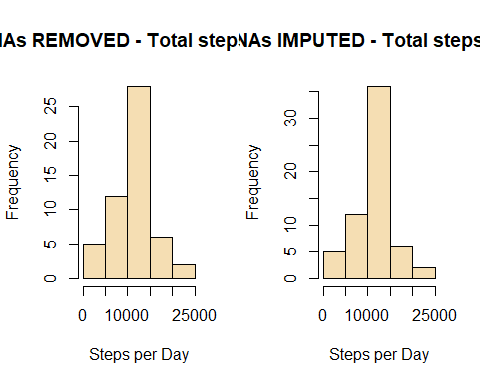 NAs REMOVED - Total step
NAs IMPUTED - Total steps
Frequency
0
5
10
15
20
25
0
10000
25000
Steps per Day
Frequency
0
5
10
20
30
0
10000
25000
Steps per Day